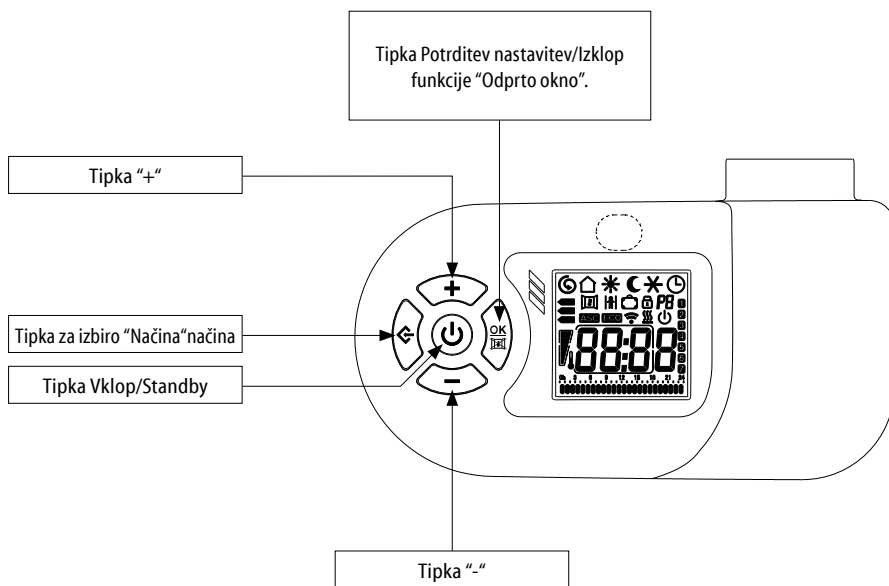 Tipka Potrditev nastavitev/Izklop
funkcije “Odprto okno”.
Tipka “+“
Tipka za izbiro “Načina“načina
Tipka Vklop/Standby
Tipka “-“
OK
P8
88:88